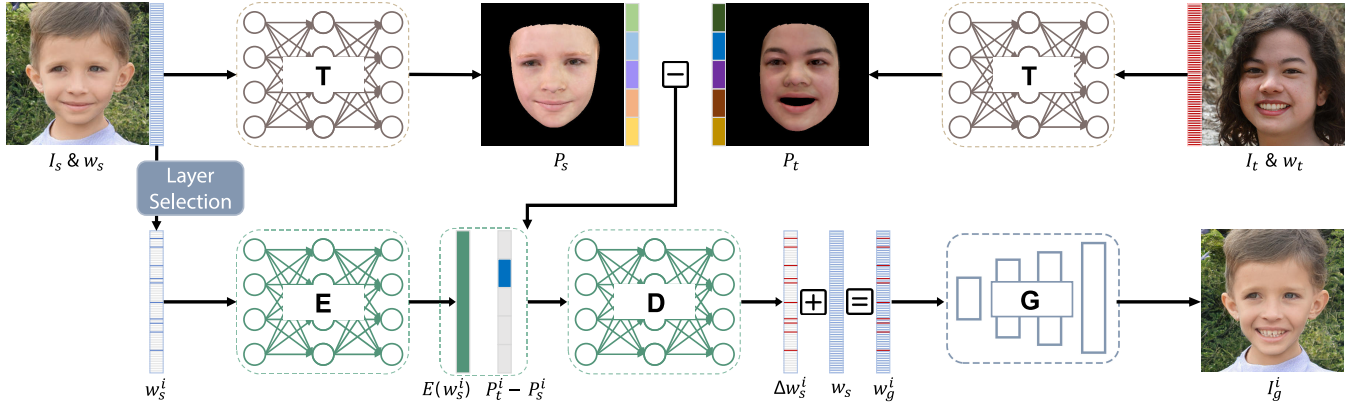 T
T
I_s & w_s
P_s
P_t
I_t & w_t
Layer
Selection
E
D
G
w_s^i
E(w_s^i)
P_t^i − P_s^i
Δw_s^i
w_s
w_g^i
I_g^i